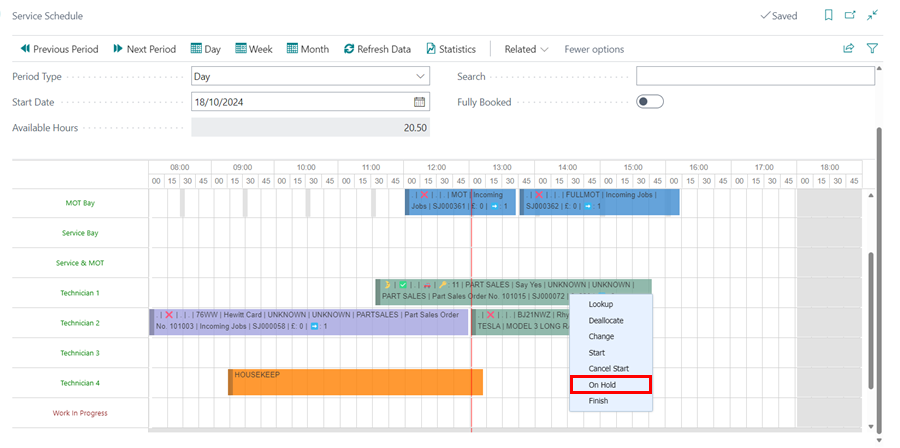 Service Schedule
Saved
Previous Period Next Period Day Week Month Refresh Data Statistics Related Fewer options
Period Type Day Search
Start Date 18/10/2024 Fully Booked
Available Hours 20.50
08:00 09:00 10:00 11:00 12:00 13:00 14:00 15:00 16:00 17:00 18:00
00 15 30 45 00 15 30 45 00 15 30 45 00 15 30 45 00 15 30 45 00 15 30 45 00 15 30 45 00 15 30 45 00 15 30 45 00 15 30 45 00 15 30 45
MOT Bay
. | ❌ | . | . | MOT | Incoming
Jobs | SJ000361 | £: 0 | ➡️ : 1
. | ❌ | . | . | FULLMOT | Incoming Jobs |
SJ000362 | £: 0 | ➡️ : 1
Service Bay
Service & MOT
Technician 1
: 11 | PART SALES | Say Yes | UNKNOWN | UNKNOWN |
PART SALES | Part Sales Order No. 101015 | SJ000072
Technician 2
. | ❌ | . | . | 76WW | Hewitt Card | UNKNOWN | UNKNOWN | PARTSALES | Part Sales Order
No. 101003 | Incoming Jobs | SJ000058 | £: 0 | ➡️ : 1
. | ❌ | . | . | BJ21NWZ |
TESLA | MODEL 3 LONG
Technician 3
Technician 4
HOUSEKEEP
Work in Progress
Lookup
Deallocate
Change
Start
Cancel Start
On Hold
Finish